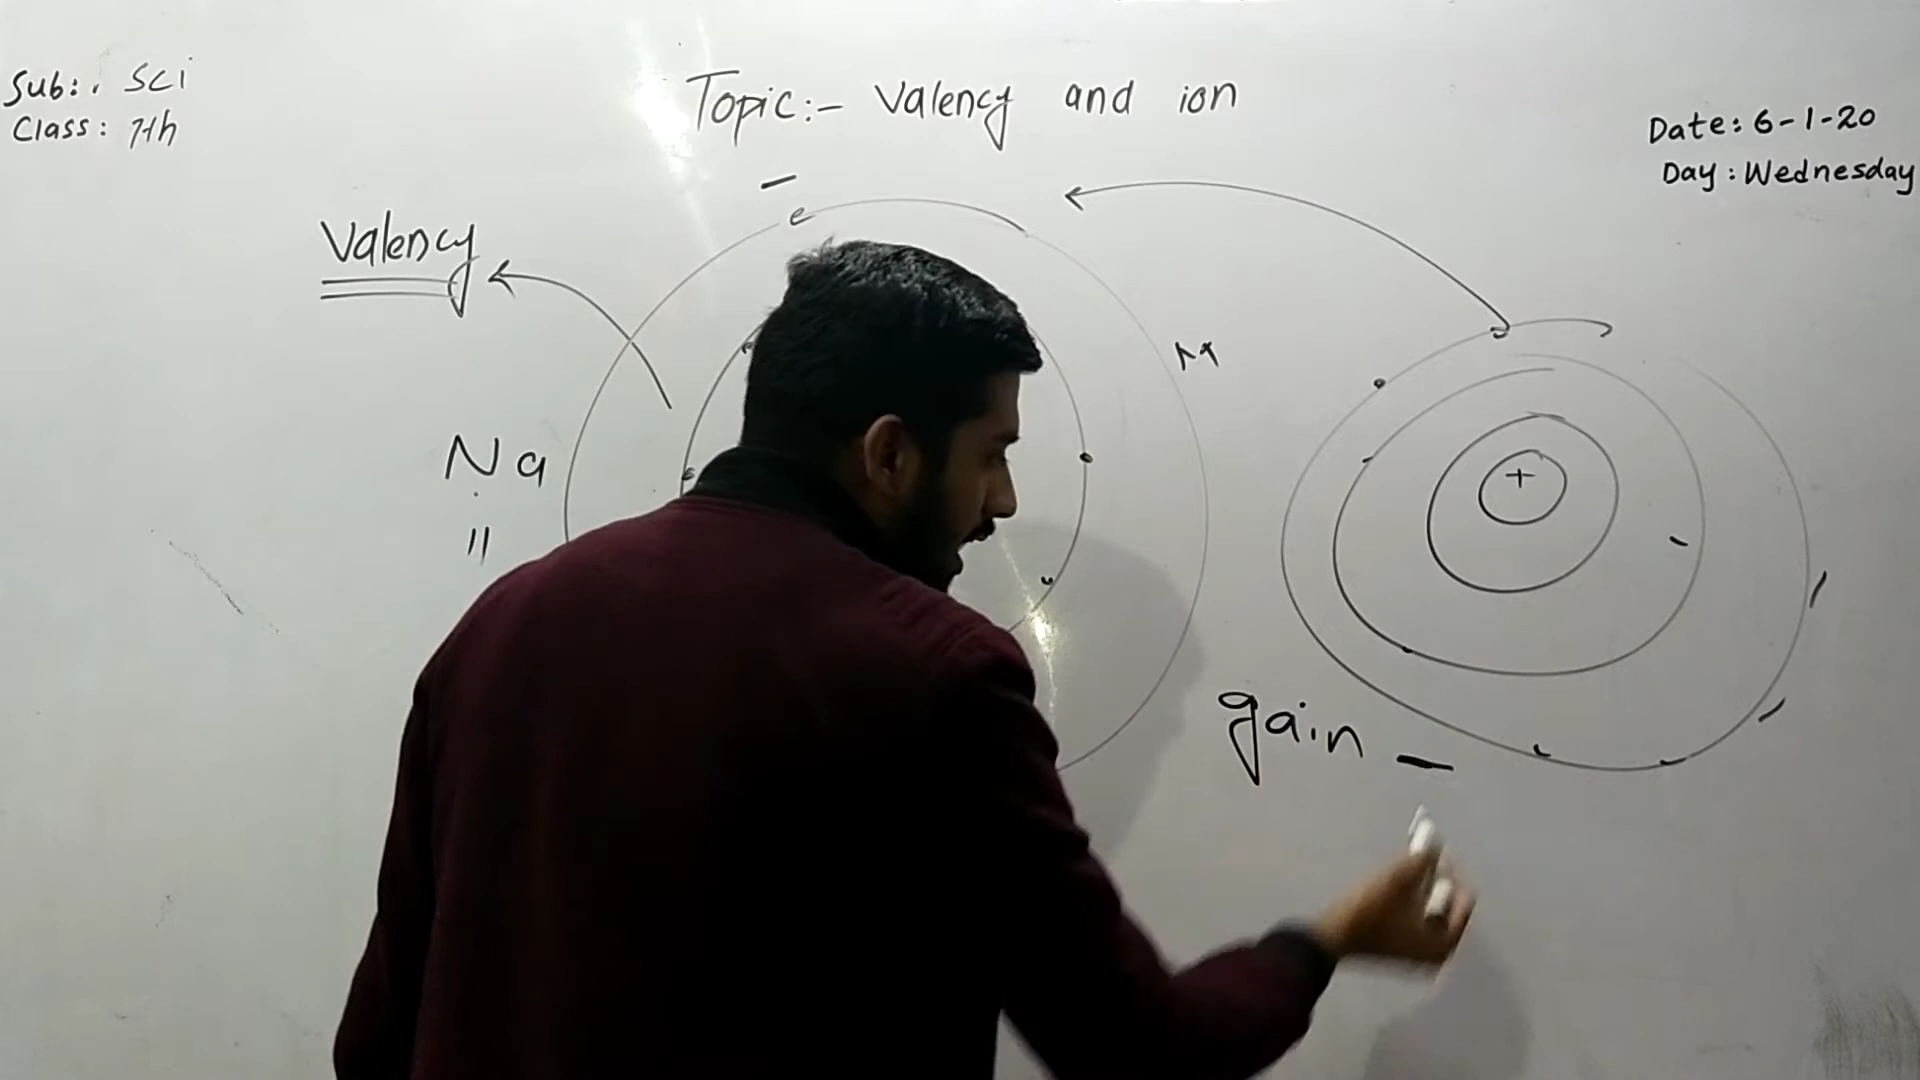 Sub:. Sci
Class: 7th
Topic:- Valency and ion
Date: 6-1-20
Day: Wednesday
Valency
e
M
Na
11
+
gain -